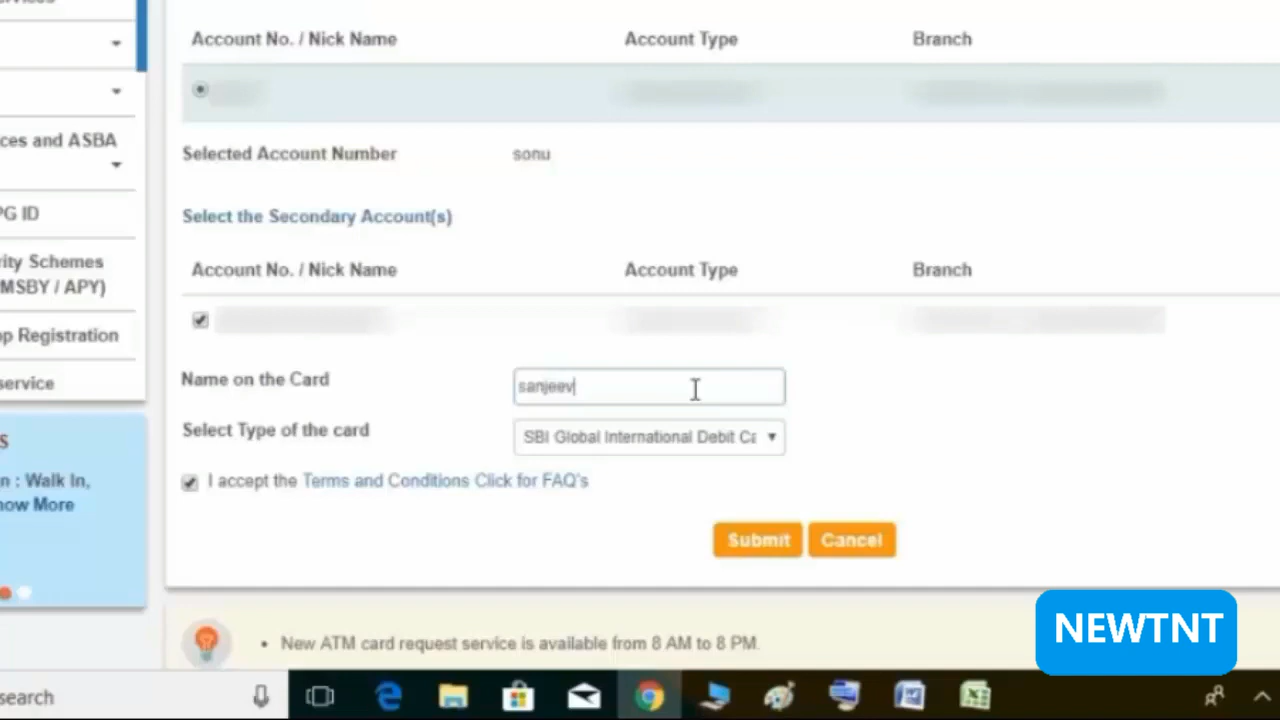 Account No. / Nick Name Account Type Branch
ces and ASBA
Selected Account Number sonu
PG ID
Select the Secondary Account(s)
rity Schemes
MSBY / APY)
Account No. / Nick Name Account Type Branch
pp Registration
service
Name on the Card sanjeev
Select Type of the card SBI Global International Debit Ca
I accept the Terms and Conditions Click for FAQ's
S
n : Walk In,
now More
Submit Cancel
New ATM card request service is available from 8 AM to 8 PM.
NEWTNT
search